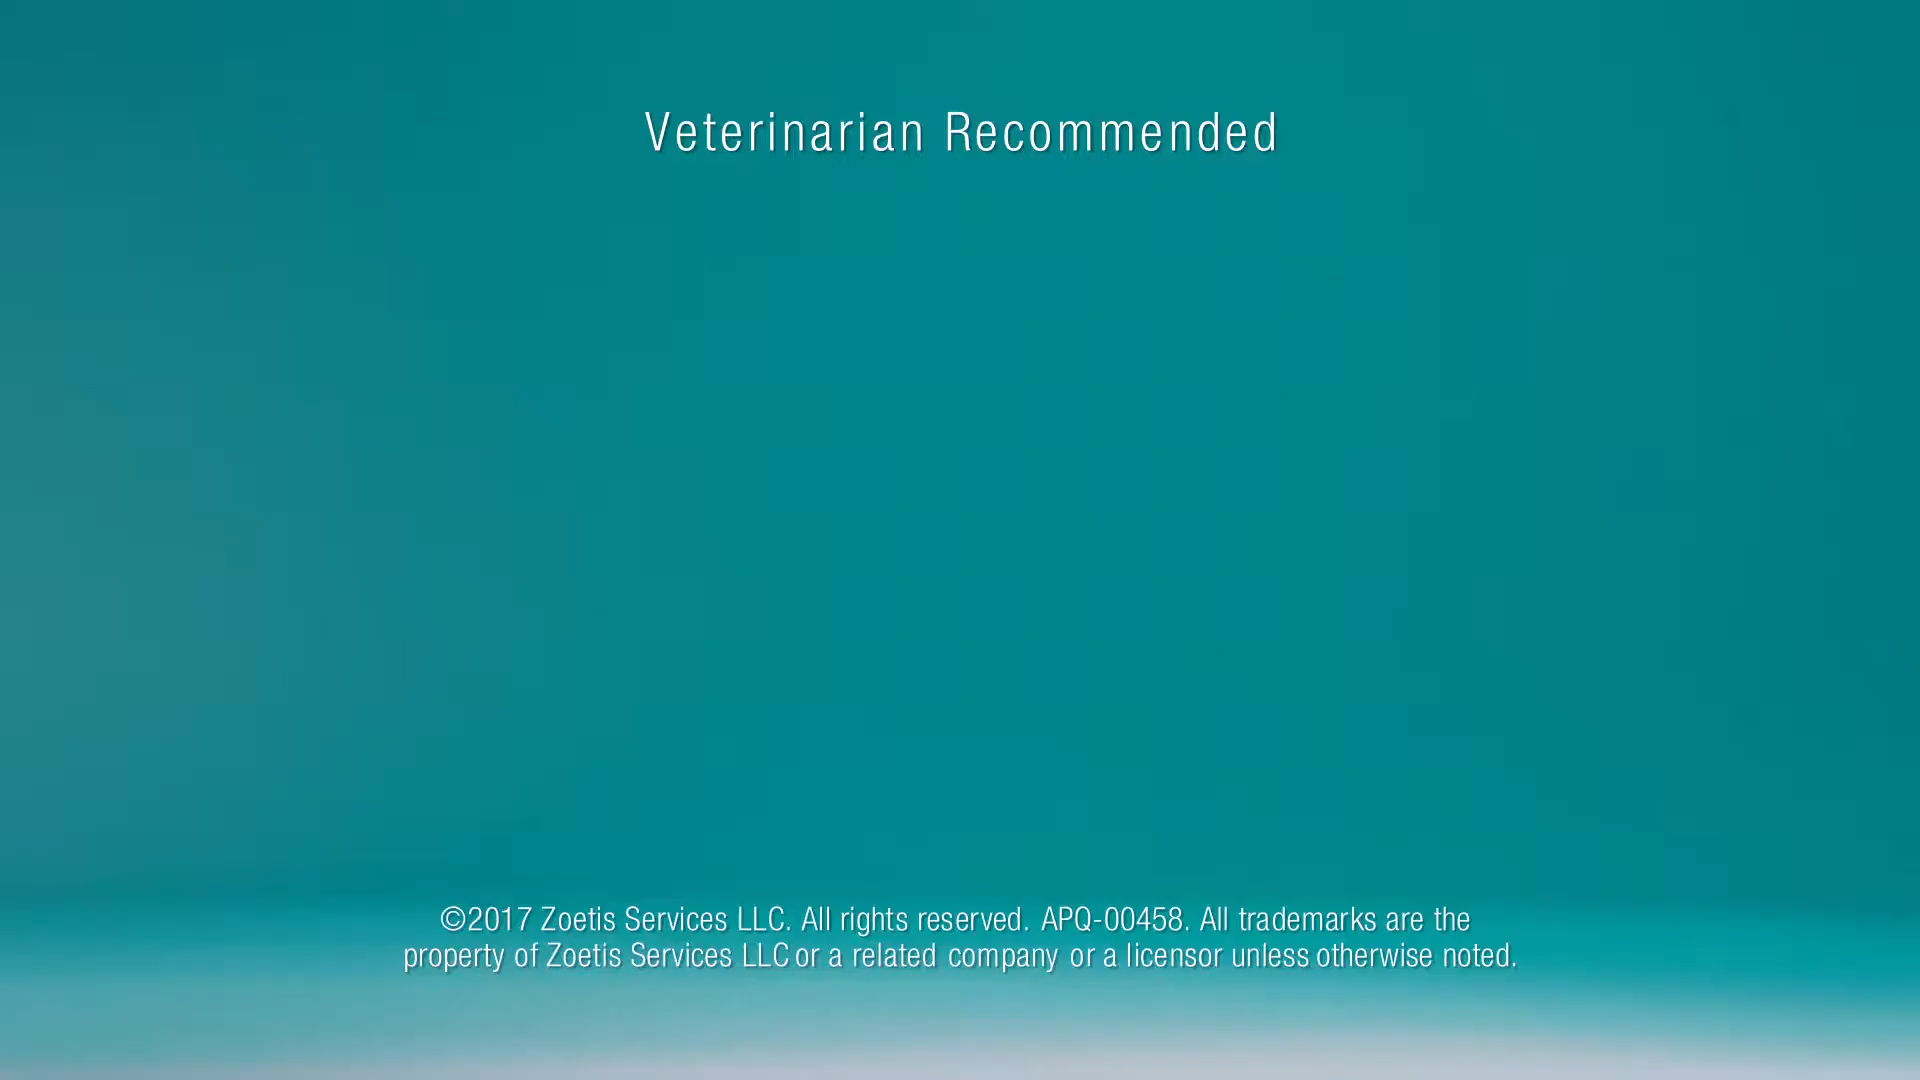 Veterinarian Recommended
©2017 Zoetis Services LLC. All rights reserved. APQ-00458. All trademarks are the
property of Zoetis Services LLC or a related company or a licensor unless otherwise noted.